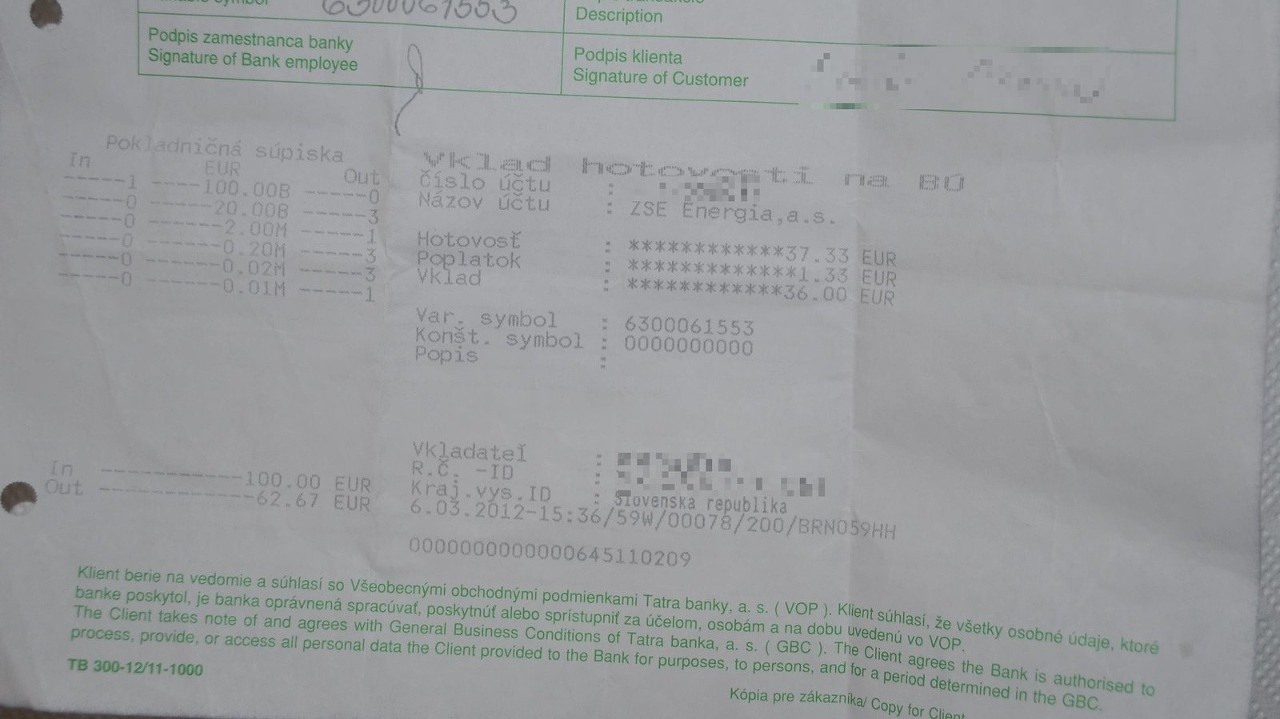 6300061553
Description
Podpis zamestnanca banky
Signature of Bank employee
Podpis klienta
Signature of Customer
Pokladničná súpiska
In EUR Out
-----1 ----100.00B -----0
-----0 -----20.00B -----3
-----0 ------2.00M -----1
-----0 ------0.20M -----3
-----0 ------0.02M -----3
-----0 ------0.01M -----1
Vklad hotovosti na BÚ
Číslo účtu :
Názov účtu : ZSE Energia,a.s.
Hotovosť : ************37.33 EUR
Poplatok : *************1.33 EUR
Vklad : ************36.00 EUR
Var. symbol : 6300061553
Konšt. symbol : 0000000000
Popis :
Vkladateľ :
R.Č. -ID :
Kraj.vys.ID : Slovenska republika
6.03.2012-15:36/59W/00078/200/BRN059HH
0000000000000645110209
In ----------100.00 EUR
Out -----------62.67 EUR
Klient berie na vedomie a súhlasí so Všeobecnými obchodnými podmienkami Tatra banky, a. s. ( VOP ). Klient súhlasí, že všetky osobné údaje, ktoré
banke poskytol, je banka oprávnená spracúvať, poskytnúť alebo sprístupniť za účelom, osobám a na dobu uvedenú vo VOP.
The Client takes note of and agrees with General Business Conditions of Tatra banka, a. s. ( GBC ). The Client agrees the Bank is authorised to
process, provide, or access all personal data the Client provided to the Bank for purposes, to persons, and for a period determined in the GBC.
TB 300-12/11-1000
Kópia pre zákazníka/ Copy for Client